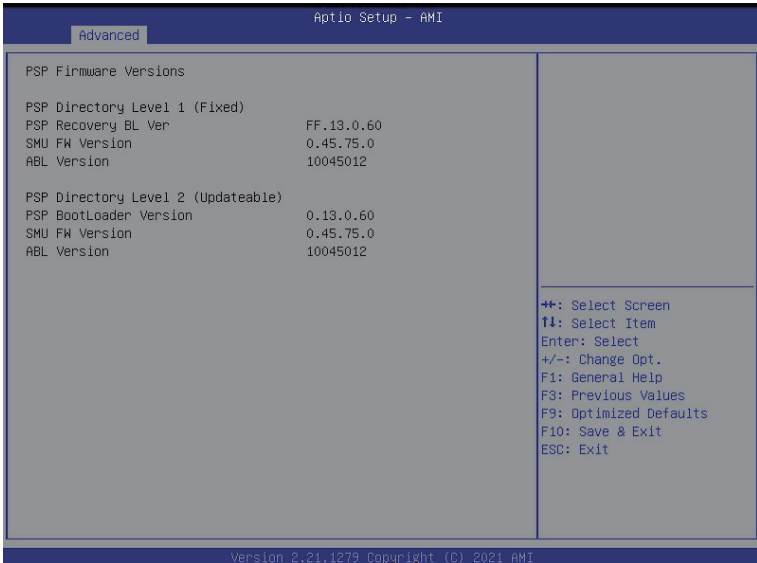 Aptio Setup – AMI
Advanced
PSP Firmware Versions
PSP Directory Level 1 (Fixed)
PSP Recovery BL Ver FF.13.0.60
SMU FW Version 0.45.75.0
ABL Version 10045012
PSP Directory Level 2 (Updateable)
PSP BootLoader Version 0.13.0.60
SMU FW Version 0.45.75.0
ABL Version 10045012
→←: Select Screen
↑↓: Select Item
Enter: Select
+/-: Change Opt.
F1: General Help
F3: Previous Values
F9: Optimized Defaults
F10: Save & Exit
ESC: Exit
Version 2.21.1279 Copyright (C) 2021 AMI